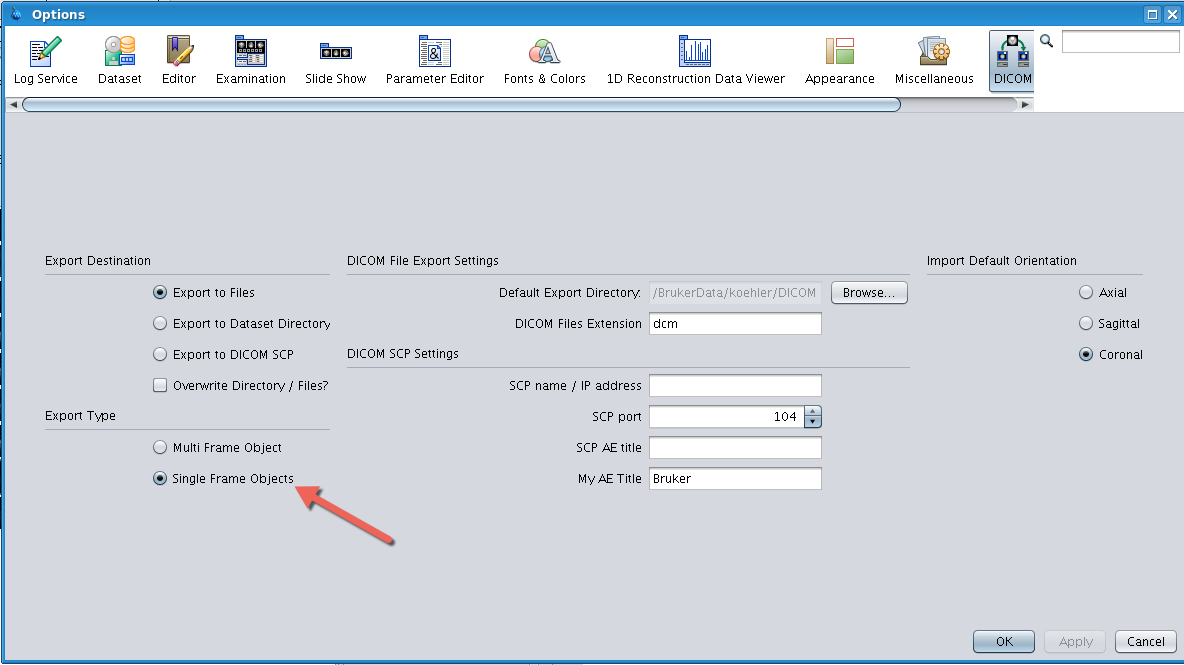 Options
Log Service
Dataset
Editor
Examination
Slide Show
Parameter Editor
Fonts & Colors
1D Reconstruction Data Viewer
Appearance
Miscellaneous
DICOM
Export Destination
Export to Files
Export to Dataset Directory
Export to DICOM SCP
Overwrite Directory / Files?
Export Type
Multi Frame Object
Single Frame Objects
DICOM File Export Settings
Default Export Directory: /BrukerData/koehler/DICOM Browse...
DICOM Files Extension dcm
DICOM SCP Settings
SCP name / IP address
SCP port 104
SCP AE title
My AE Title Bruker
Import Default Orientation
Axial
Sagittal
Coronal
OK Apply Cancel